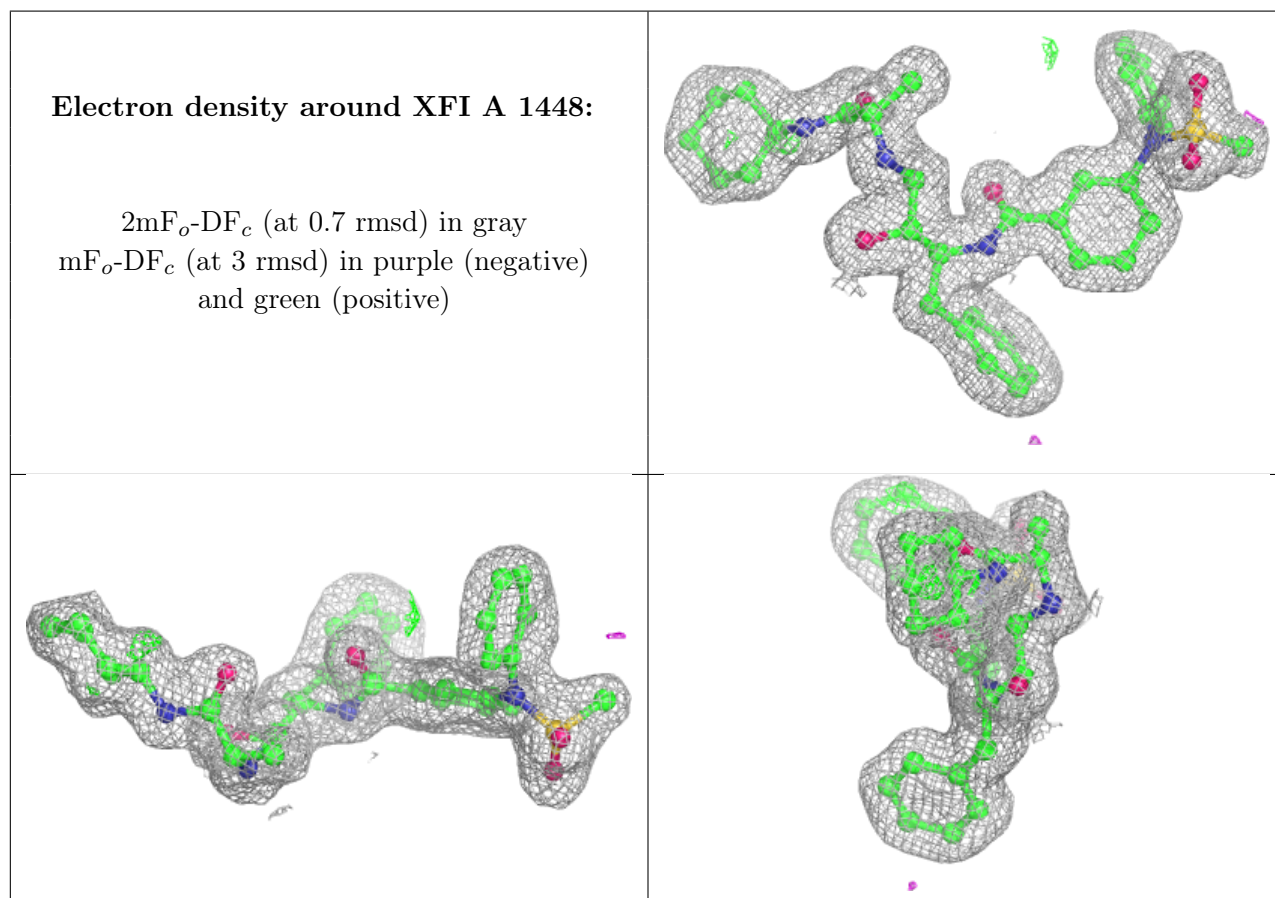 Electron density around XFI A 1448:
2mFo-DFc (at 0.7 rmsd) in gray
mFo-DFc (at 3 rmsd) in purple (negative)
and green (positive)